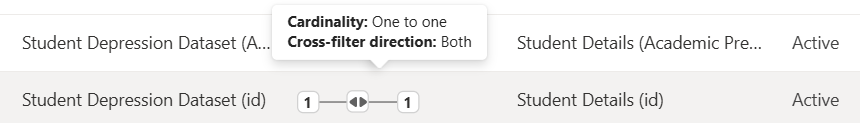 Cardinality: One to one
Cross-filter direction: Both
Student Depression Dataset (A... Student Details (Academic Pre... Active
Student Depression Dataset (id) 1 1 Student Details (id) Active